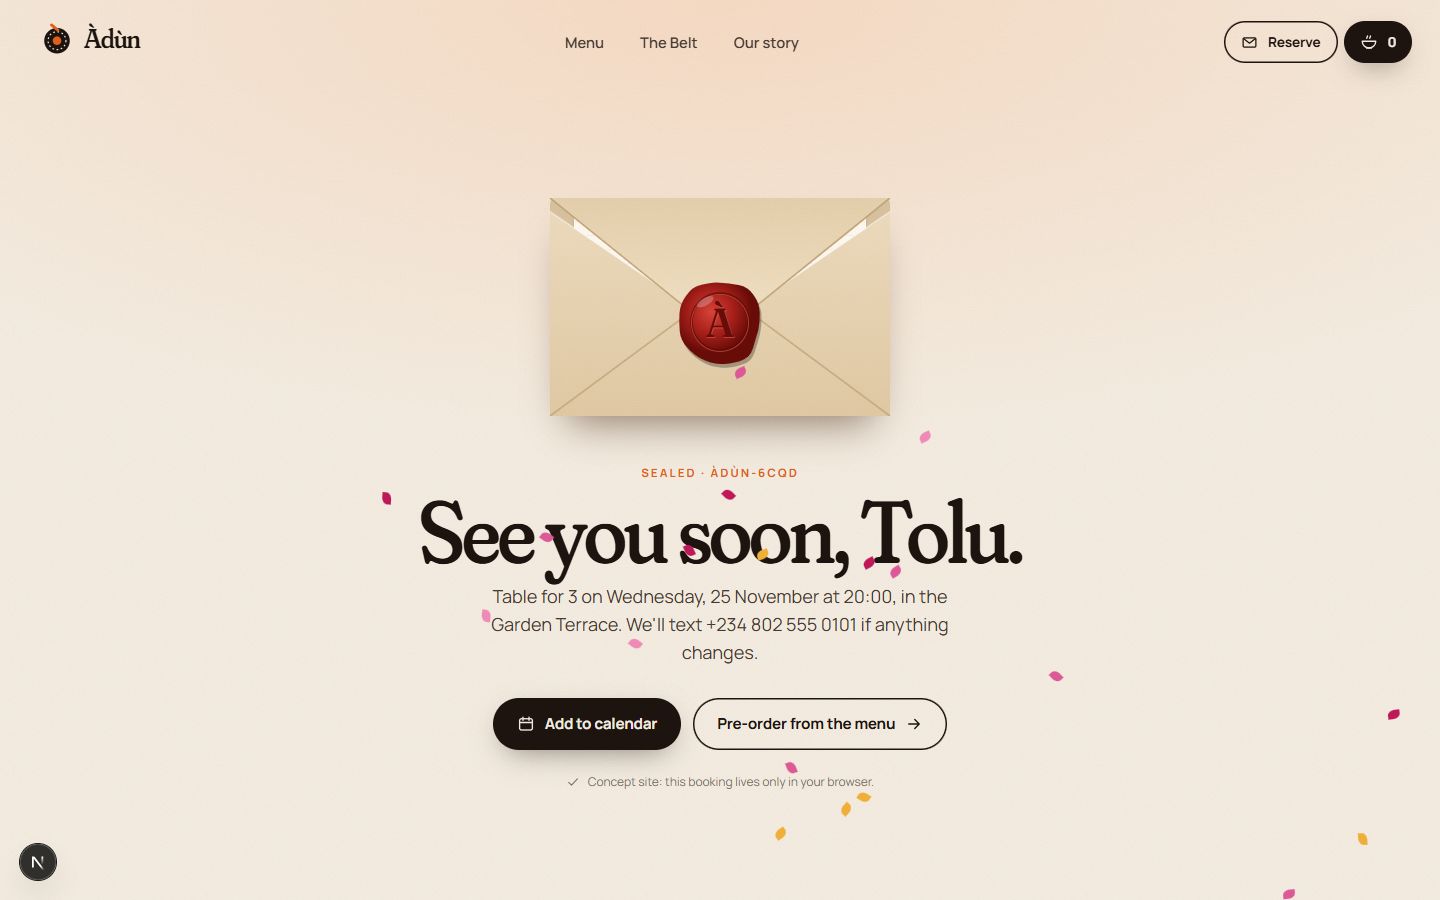 Àdùn
Menu
The Belt
Our story
Reserve
0
À
SEALED · ÀDÙN-6CQD
See you soon, Tolu.
Table for 3 on Wednesday, 25 November at 20:00, in the
Garden Terrace. We'll text +234 802 555 0101 if anything
changes.
Add to calendar
Pre-order from the menu
Concept site: this booking lives only in your browser.
N